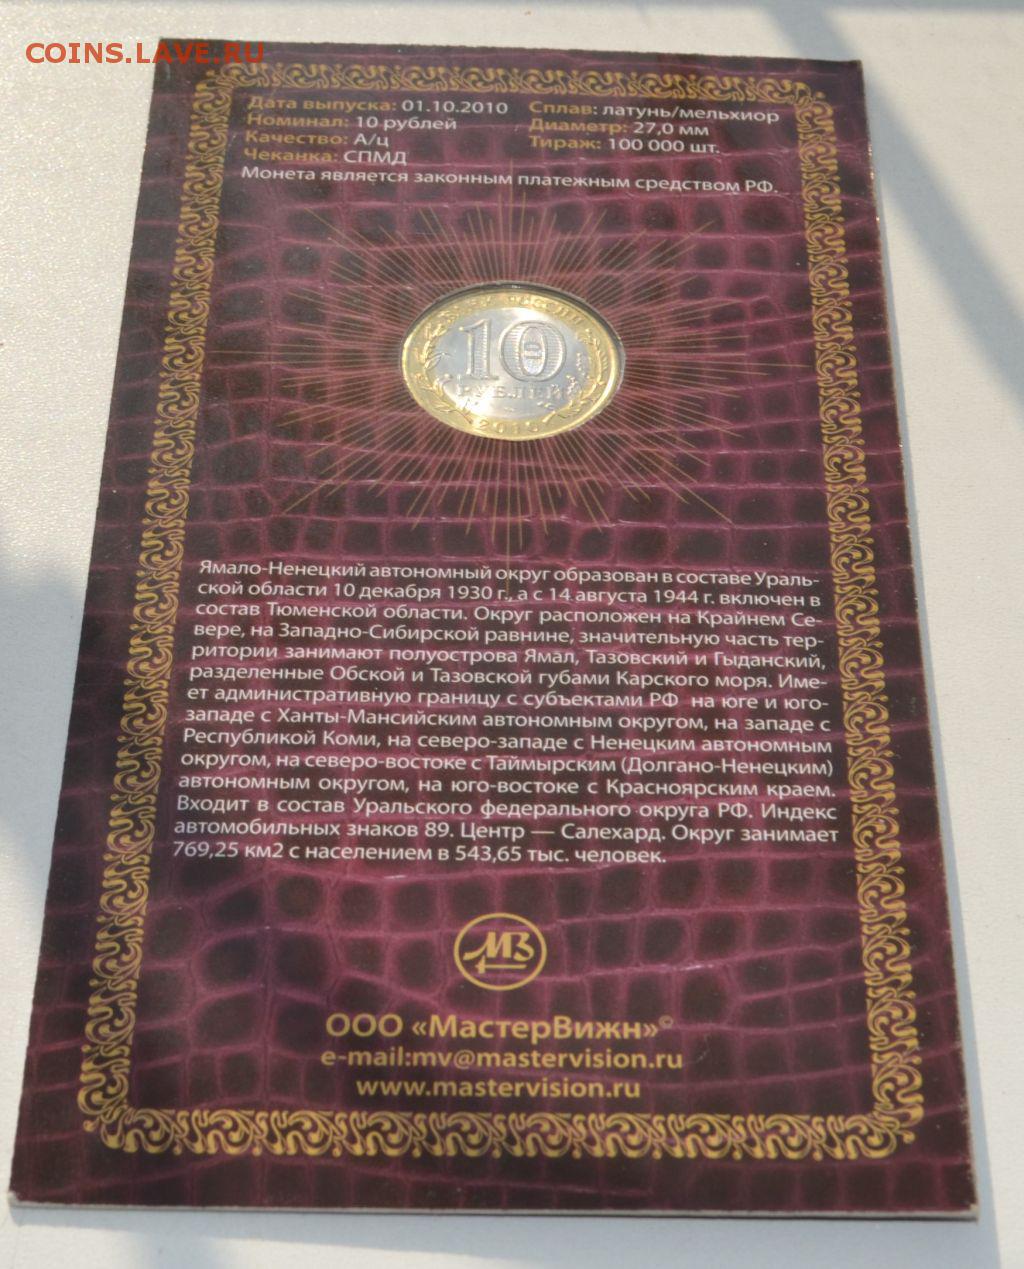 COINS.LAVE.RU
Дата выпуска: 01.10.2010
Номинал: 10 рублей
Качество: А/ц
Чеканка: СПМД
Сплав: латунь/мельхиор
Диаметр: 27,0 мм
Тираж: 100 000 шт.
Монета является законным платежным средством РФ.
10
РУБЛЕЙ
2010
Ямало-Ненецкий автономный округ образован в составе Ураль-
ской области 10 декабря 1930 г., а с 14 августа 1944 г. включен в
состав Тюменской области. Округ расположен на Крайнем Се-
вере, на Западно-Сибирской равнине, значительную часть тер-
ритории занимают полуострова Ямал, Тазовский и Гыданский,
разделенные Обской и Тазовской губами Карского моря. Име-
ет административную границу с субъектами РФ на юге и юго-
западе с Ханты-Мансийским автономным округом, на западе с
Республикой Коми, на северо-западе с Ненецким автономным
округом, на северо-востоке с Таймырским (Долгано-Ненецким)
автономным округом, на юго-востоке с Красноярским краем.
Входит в состав Уральского федерального округа РФ. Индекс
автомобильных знаков 89. Центр — Салехард. Округ занимает
769,25 км2 с населением в 543,65 тыс. человек.
МВ
ООО «МастерВижн»©
e-mail:mv@mastervision.ru
www.mastervision.ru